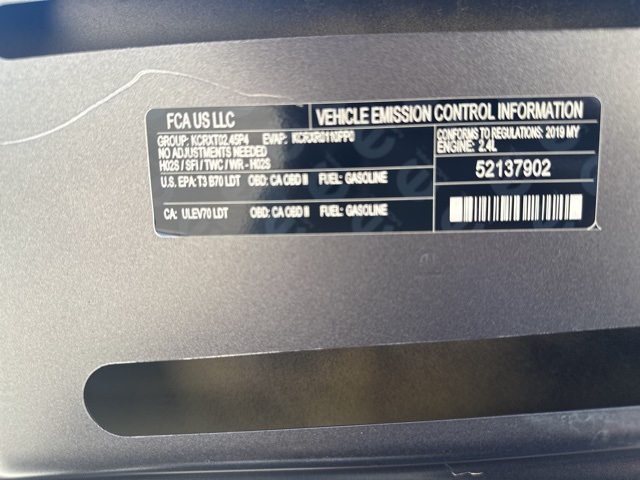 FCA US LLC
VEHICLE EMISSION CONTROL INFORMATION
GROUP: KCRXT02.45P4 EVAP: KCRXR0110PP0
NO ADJUSTMENTS NEEDED
H02S / SFI / TWC / WR - H02S
CONFORMS TO REGULATIONS: 2019 MY
ENGINE: 2.4L
U.S. EPA: T3 B70 LDT OBD: CA OBD II FUEL: GASOLINE
52137902
CA: ULEV70 LDT OBD: CA OBD II FUEL: GASOLINE